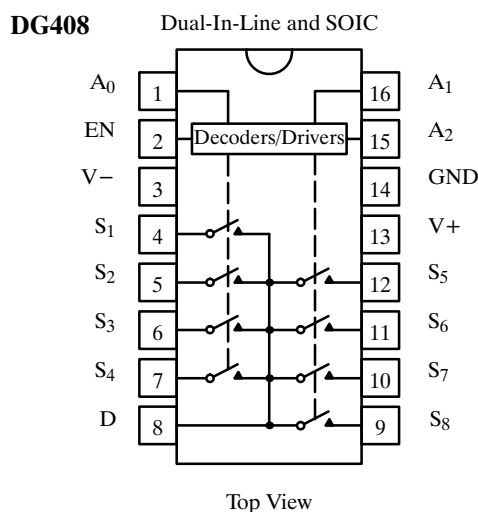 DG408 Dual-In-Line and SOIC
A0 1 16 A1
EN 2 Decoders/Drivers 15 A2
V− 3 14 GND
S1 4 13 V+
S2 5 12 S5
S3 6 11 S6
S4 7 10 S7
D 8 9 S8
Top View